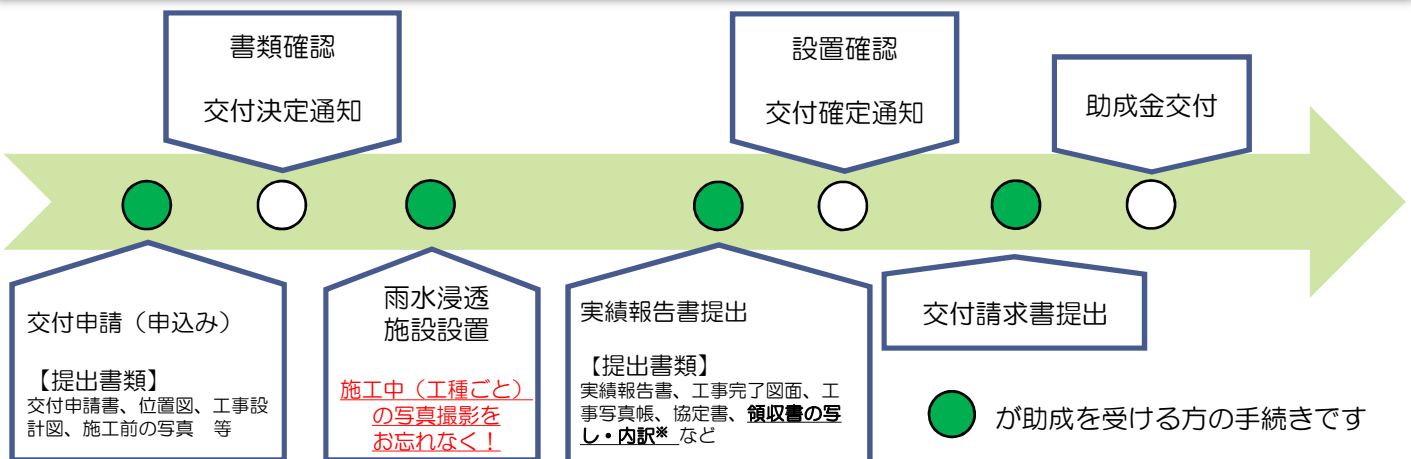 書類確認
交付決定通知
設置確認
交付確定通知
助成金交付
交付申請（申込み）
【提出書類】
交付申請書、位置図、工事設
計図、施工前の写真　等
雨水浸透
施設設置
施工中（工種ごと）
の写真撮影を
お忘れなく！
実績報告書提出
【提出書類】
実績報告書、工事完了図面、工
事写真帳、協定書、領収書の写
し・内訳※ など
交付請求書提出
が助成を受ける方の手続きです